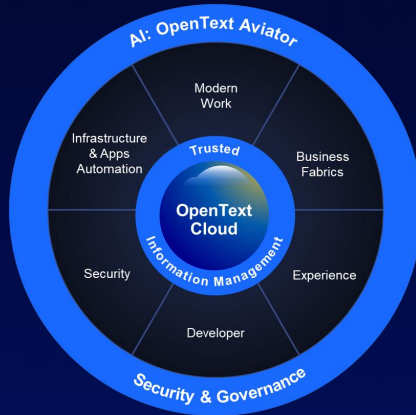 AI: OpenText Aviator
Modern
Work
Infrastructure
& Apps
Automation
Business
Fabrics
Trusted
OpenText
Cloud
Information Management
Security
Experience
Developer
Security & Governance